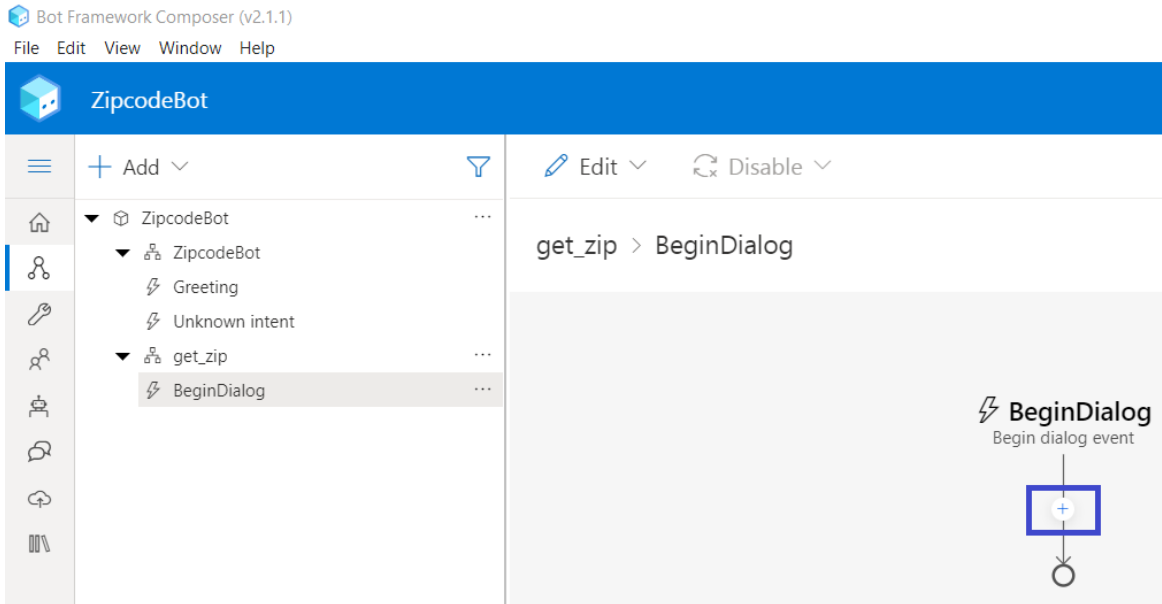 Bot Framework Composer (v2.1.1)
File Edit View Window Help
ZipcodeBot
Add
Edit Disable
ZipcodeBot
ZipcodeBot
Greeting
Unknown intent
get_zip
BeginDialog
get_zip > BeginDialog
BeginDialog
Begin dialog event